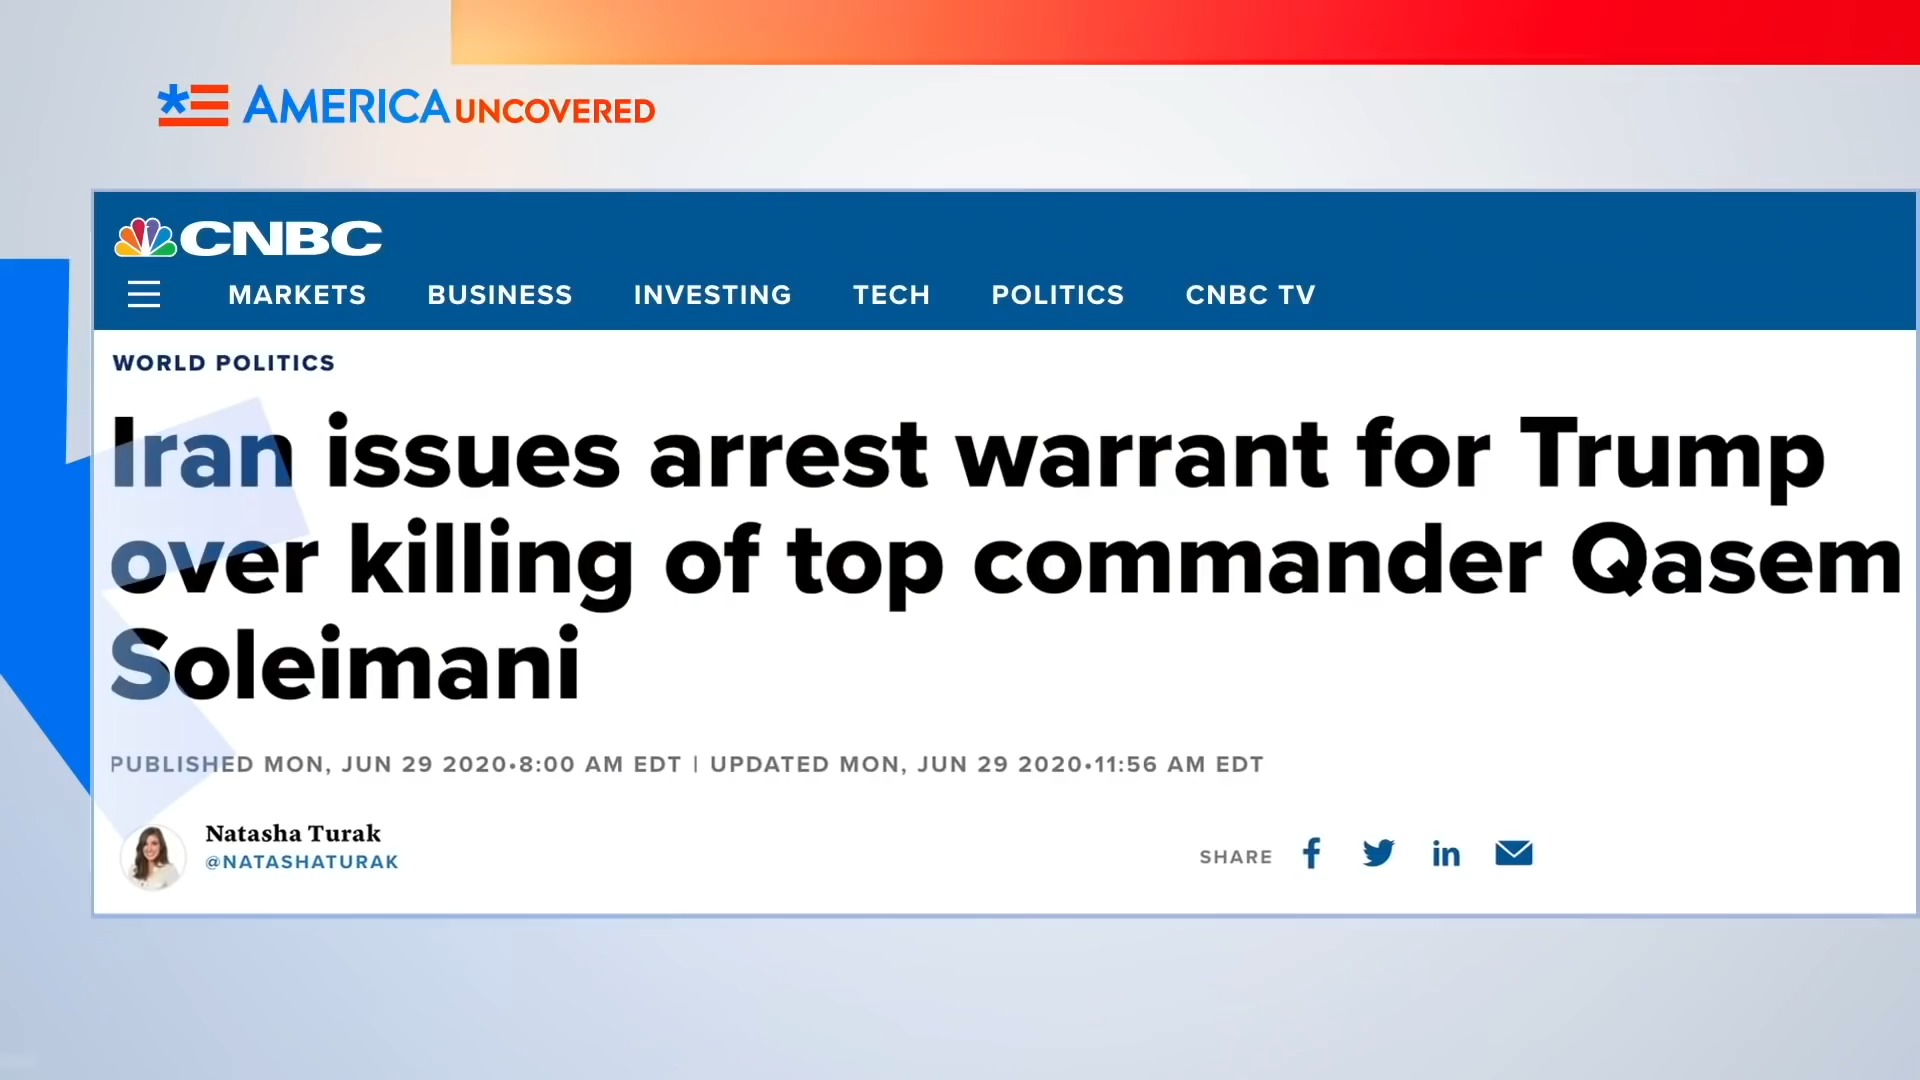 AMERICA UNCOVERED
CNBC
MARKETS BUSINESS INVESTING TECH POLITICS CNBC TV
WORLD POLITICS
Iran issues arrest warrant for Trump
over killing of top commander Qasem
Soleimani
PUBLISHED MON, JUN 29 2020•8:00 AM EDT | UPDATED MON, JUN 29 2020•11:56 AM EDT
Natasha Turak
@NATASHATURAK
SHARE